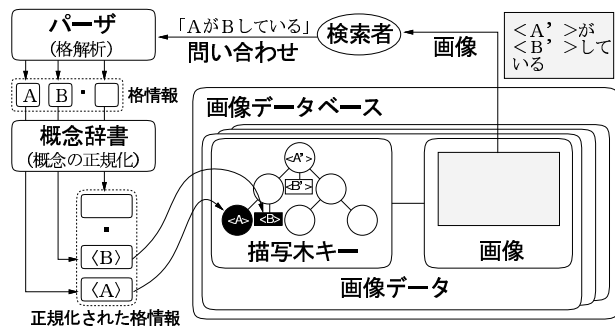 パーザ
(格解析)
「AがBしている」
問い合わせ
検索者
画像
<A'>が
<B'>して
いる
A B ・
格情報
概念辞書
(概念の正規化)
・
〈B〉
〈A〉
正規化された格情報
画像データベース
<A'>
<B'>
<A>
<B>
描写木キー
画像
画像データ